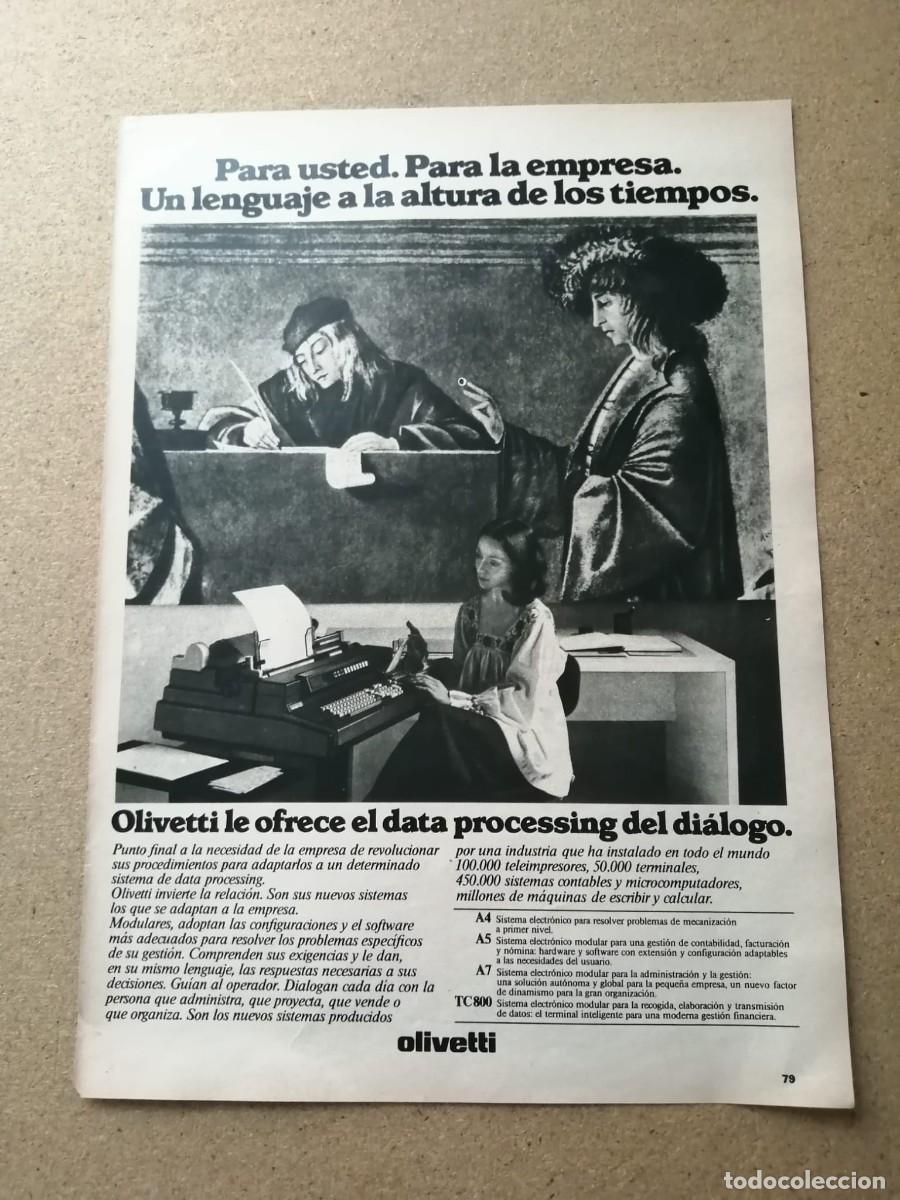 Para usted. Para la empresa.
Un lenguaje a la altura de los tiempos.
Olivetti le ofrece el data processing del diálogo.
Punto final a la necesidad de la empresa de revolucionar
sus procedimientos para adaptarlos a un determinado
sistema de data processing.
Olivetti invierte la relación. Son sus nuevos sistemas
los que se adaptan a la empresa.
Modulares, adoptan las configuraciones y el software
más adecuados para resolver los problemas específicos
de su gestión. Comprenden sus exigencias y le dan,
en su mismo lenguaje, las respuestas necesarias a sus
decisiones. Guían al operador. Dialogan cada día con la
persona que administra, que proyecta, que vende o
que organiza. Son los nuevos sistemas producidos
por una industria que ha instalado en todo el mundo
100.000 teleimpresores, 50.000 terminales,
450.000 sistemas contables y microcomputadores,
millones de máquinas de escribir y calcular.
A4 Sistema electrónico para resolver problemas de mecanización
a primer nivel.
A5 Sistema electrónico modular para una gestión de contabilidad, facturación
y nómina: hardware y software con extensión y configuración adaptables
a las necesidades del usuario.
A7 Sistema electrónico modular para la administración y la gestión:
una solución autónoma y global para la pequeña empresa, un nuevo factor
de dinamismo para la gran organización.
TC800 Sistema electrónico modular para la recogida, elaboración y transmisión
de datos: el terminal inteligente para una moderna gestión financiera.
olivetti
79
todocoleccion